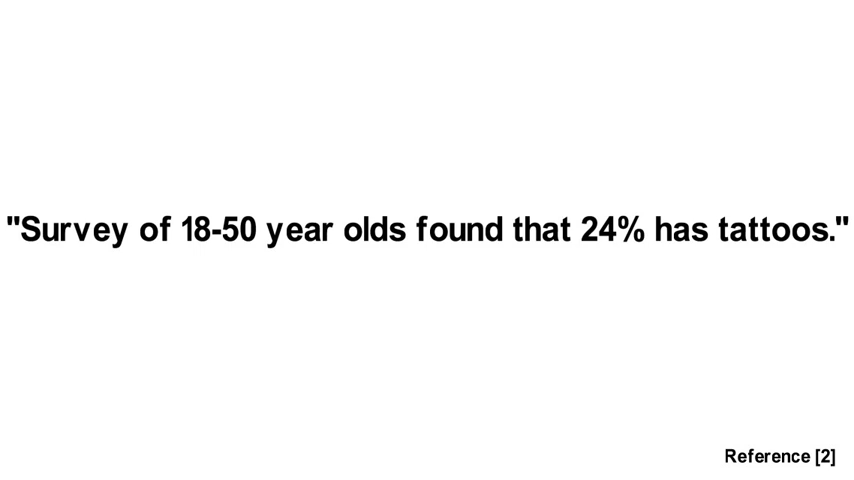 "Survey of 18-50 year olds found that 24% has tattoos."
Reference [2]